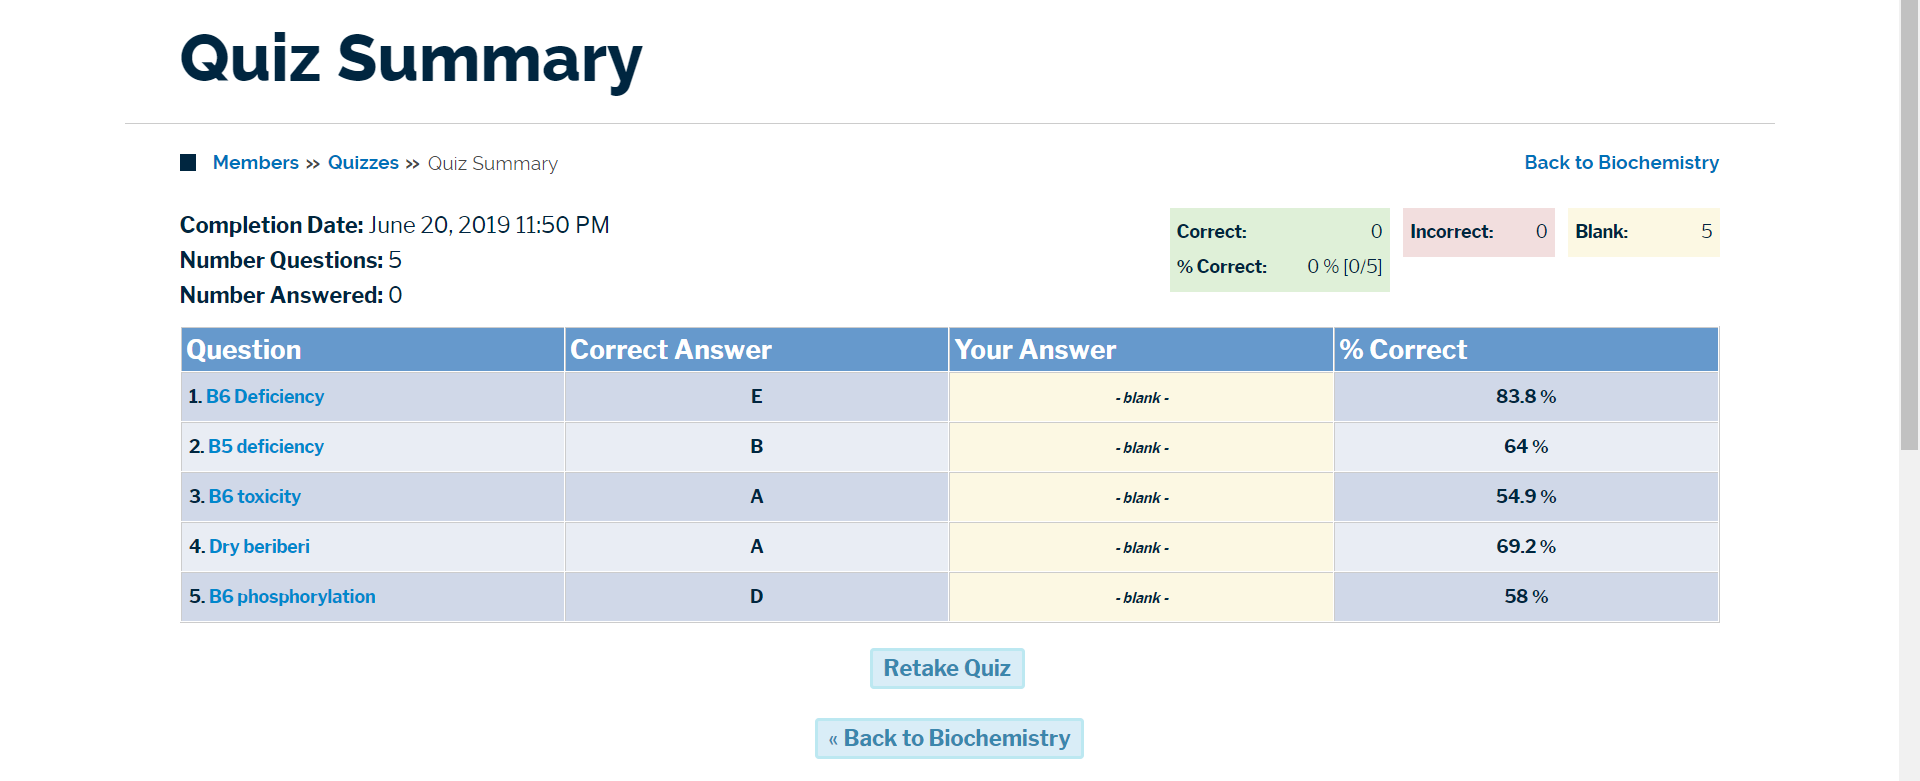 Quiz Summary
Members » Quizzes » Quiz Summary
Back to Biochemistry
Completion Date: June 20, 2019 11:50 PM
Number Questions: 5
Number Answered: 0
Correct: 0
% Correct: 0 % [0/5]
Incorrect: 0
Blank: 5
Question Correct Answer Your Answer % Correct
1. B6 Deficiency E - blank - 83.8 %
2. B5 deficiency B - blank - 64 %
3. B6 toxicity A - blank - 54.9 %
4. Dry beriberi A - blank - 69.2 %
5. B6 phosphorylation D - blank - 58 %
Retake Quiz
« Back to Biochemistry